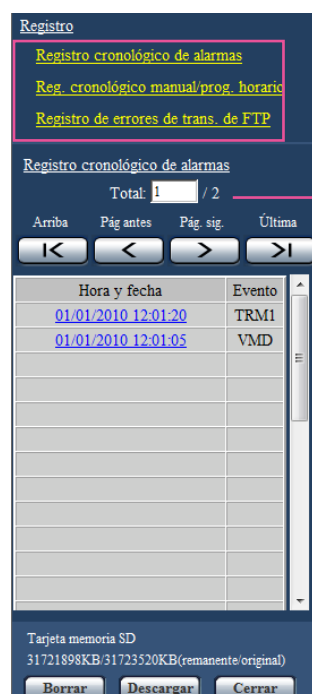 Registro
Registro cronológico de alarmas
Reg. cronológico manual/prog. horario
Registro de errores de trans. de FTP
Registro cronológico de alarmas
Total: 1 / 2
Arriba Pág antes Pág. sig. Última
Hora y fecha Evento
01/01/2010 12:01:20 TRM1
01/01/2010 12:01:05 VMD
Tarjeta memoria SD
31721898KB/31723520KB(remanente/original)
Borrar Descargar Cerrar